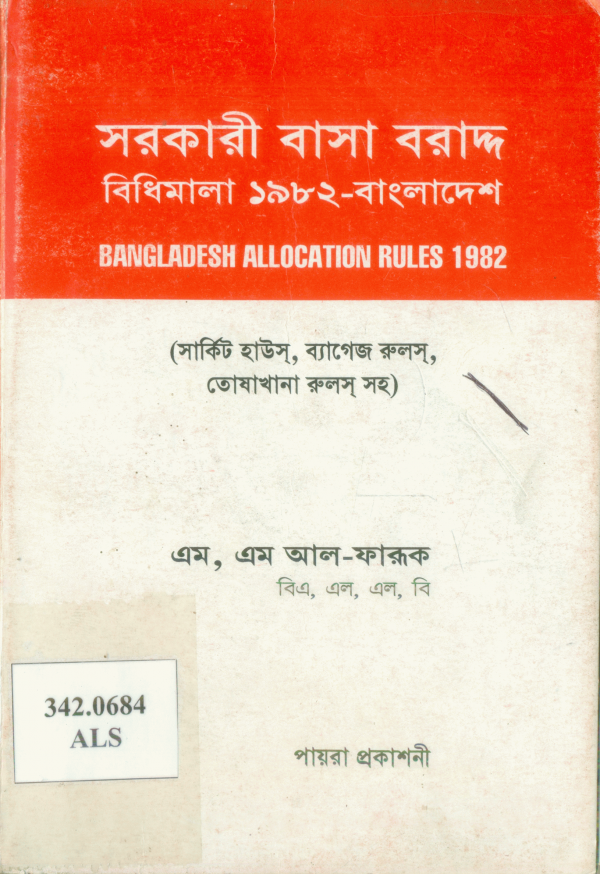 সরকারী বাসা বরাদ্দ
বিধিমালা ১৯৮২-বাংলাদেশ
BANGLADESH ALLOCATION RULES 1982
(সার্কিট হাউস্, ব্যাগেজ রুলস্,
তোষাখানা রুলস্ সহ)
এম, এম আল-ফারূক
বিএ, এল, এল, বি
342.0684
ALS
পায়রা প্রকাশনী